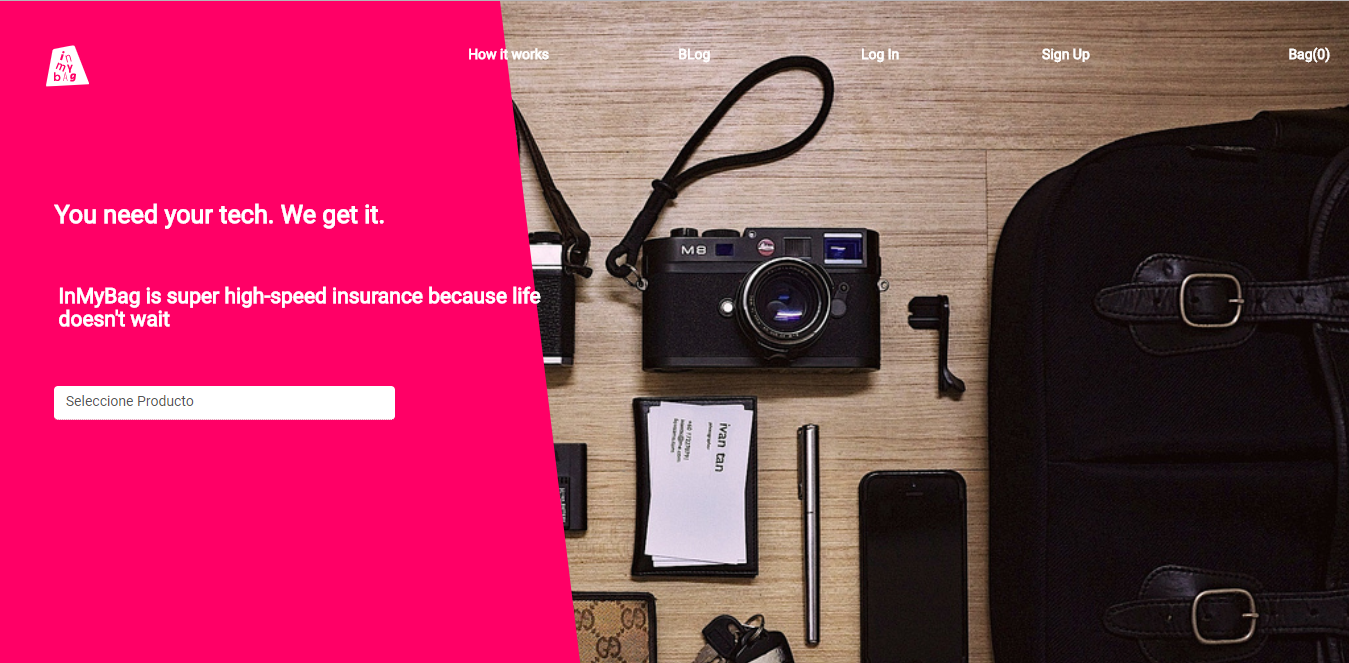 in
my
bAg
How it works
BLog
Log In
Sign Up
Bag(0)
You need your tech. We get it.
InMyBag is super high-speed insurance because life
doesn't wait
Seleccione Producto
M8
ivan tan
photographer